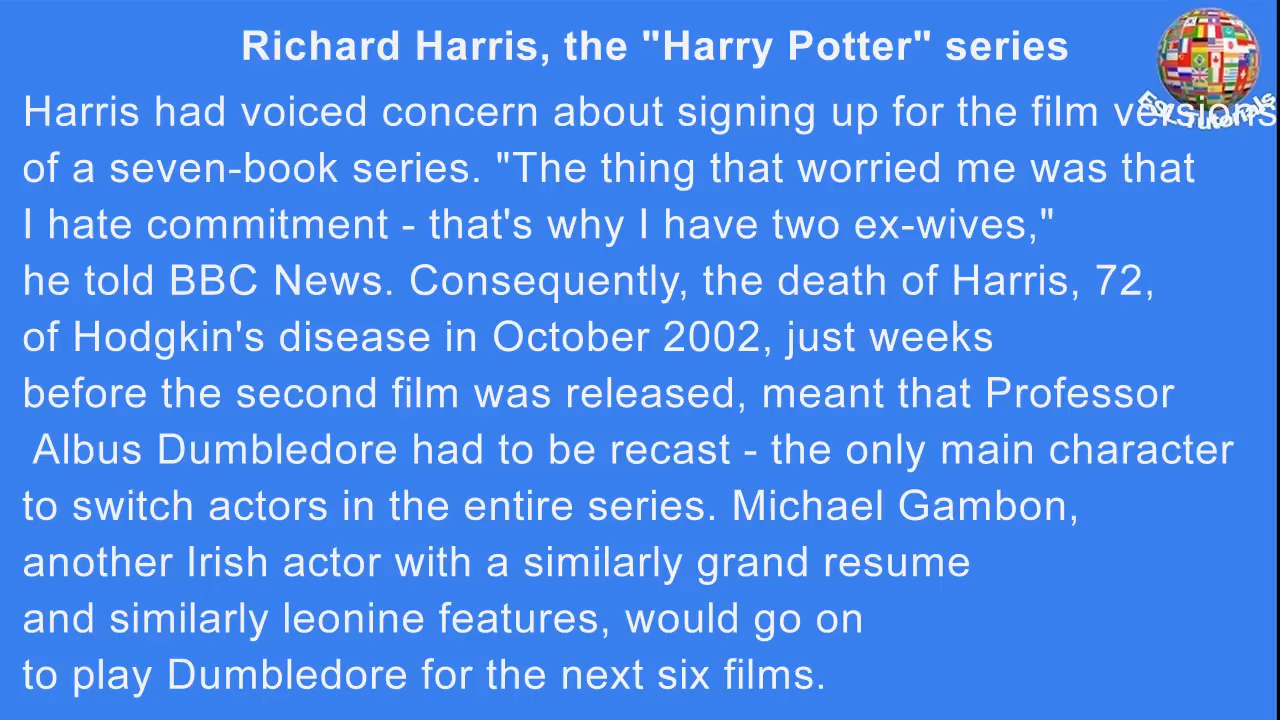 Richard Harris, the "Harry Potter" series
Harris had voiced concern about signing up for the film versions
of a seven-book series. "The thing that worried me was that
I hate commitment - that's why I have two ex-wives,"
he told BBC News. Consequently, the death of Harris, 72,
of Hodgkin's disease in October 2002, just weeks
before the second film was released, meant that Professor
Albus Dumbledore had to be recast - the only main character
to switch actors in the entire series. Michael Gambon,
another Irish actor with a similarly grand resume
and similarly leonine features, would go on
to play Dumbledore for the next six films.
Tutorials